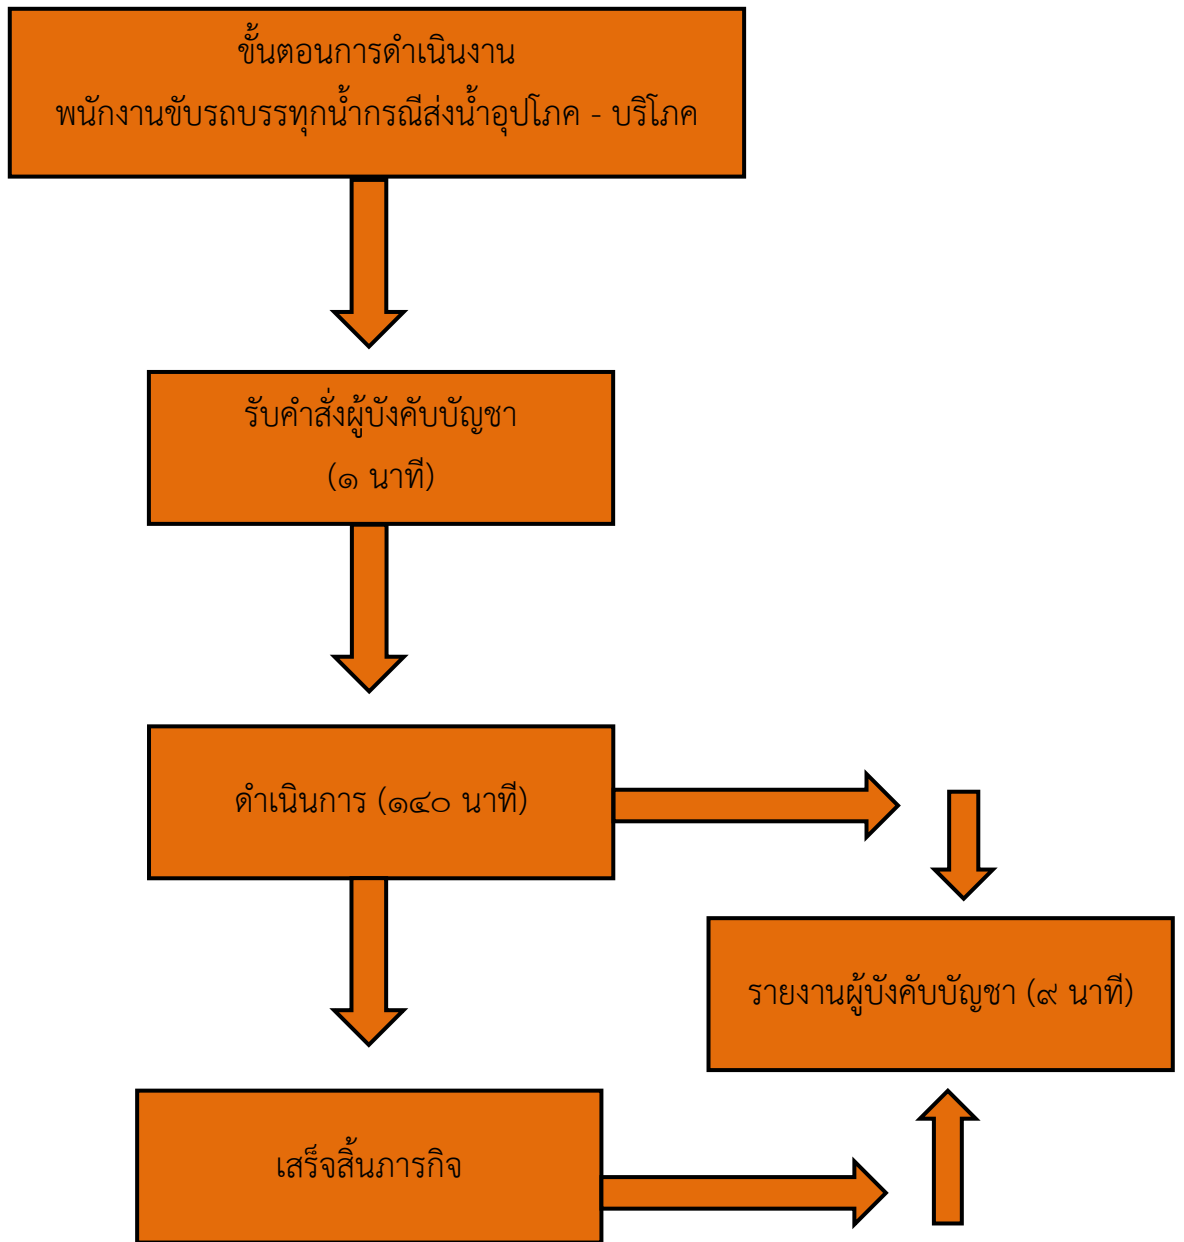 ขั้นตอนการดำเนินงาน
พนักงานขับรถบรรทุกน้ำกรณีส่งน้ำอุปโภค - บริโภค
รับคำสั่งผู้บังคับบัญชา
(๑ นาที)
ดำเนินการ (๑๔๐ นาที)
รายงานผู้บังคับบัญชา (๙ นาที)
เสร็จสิ้นภารกิจ